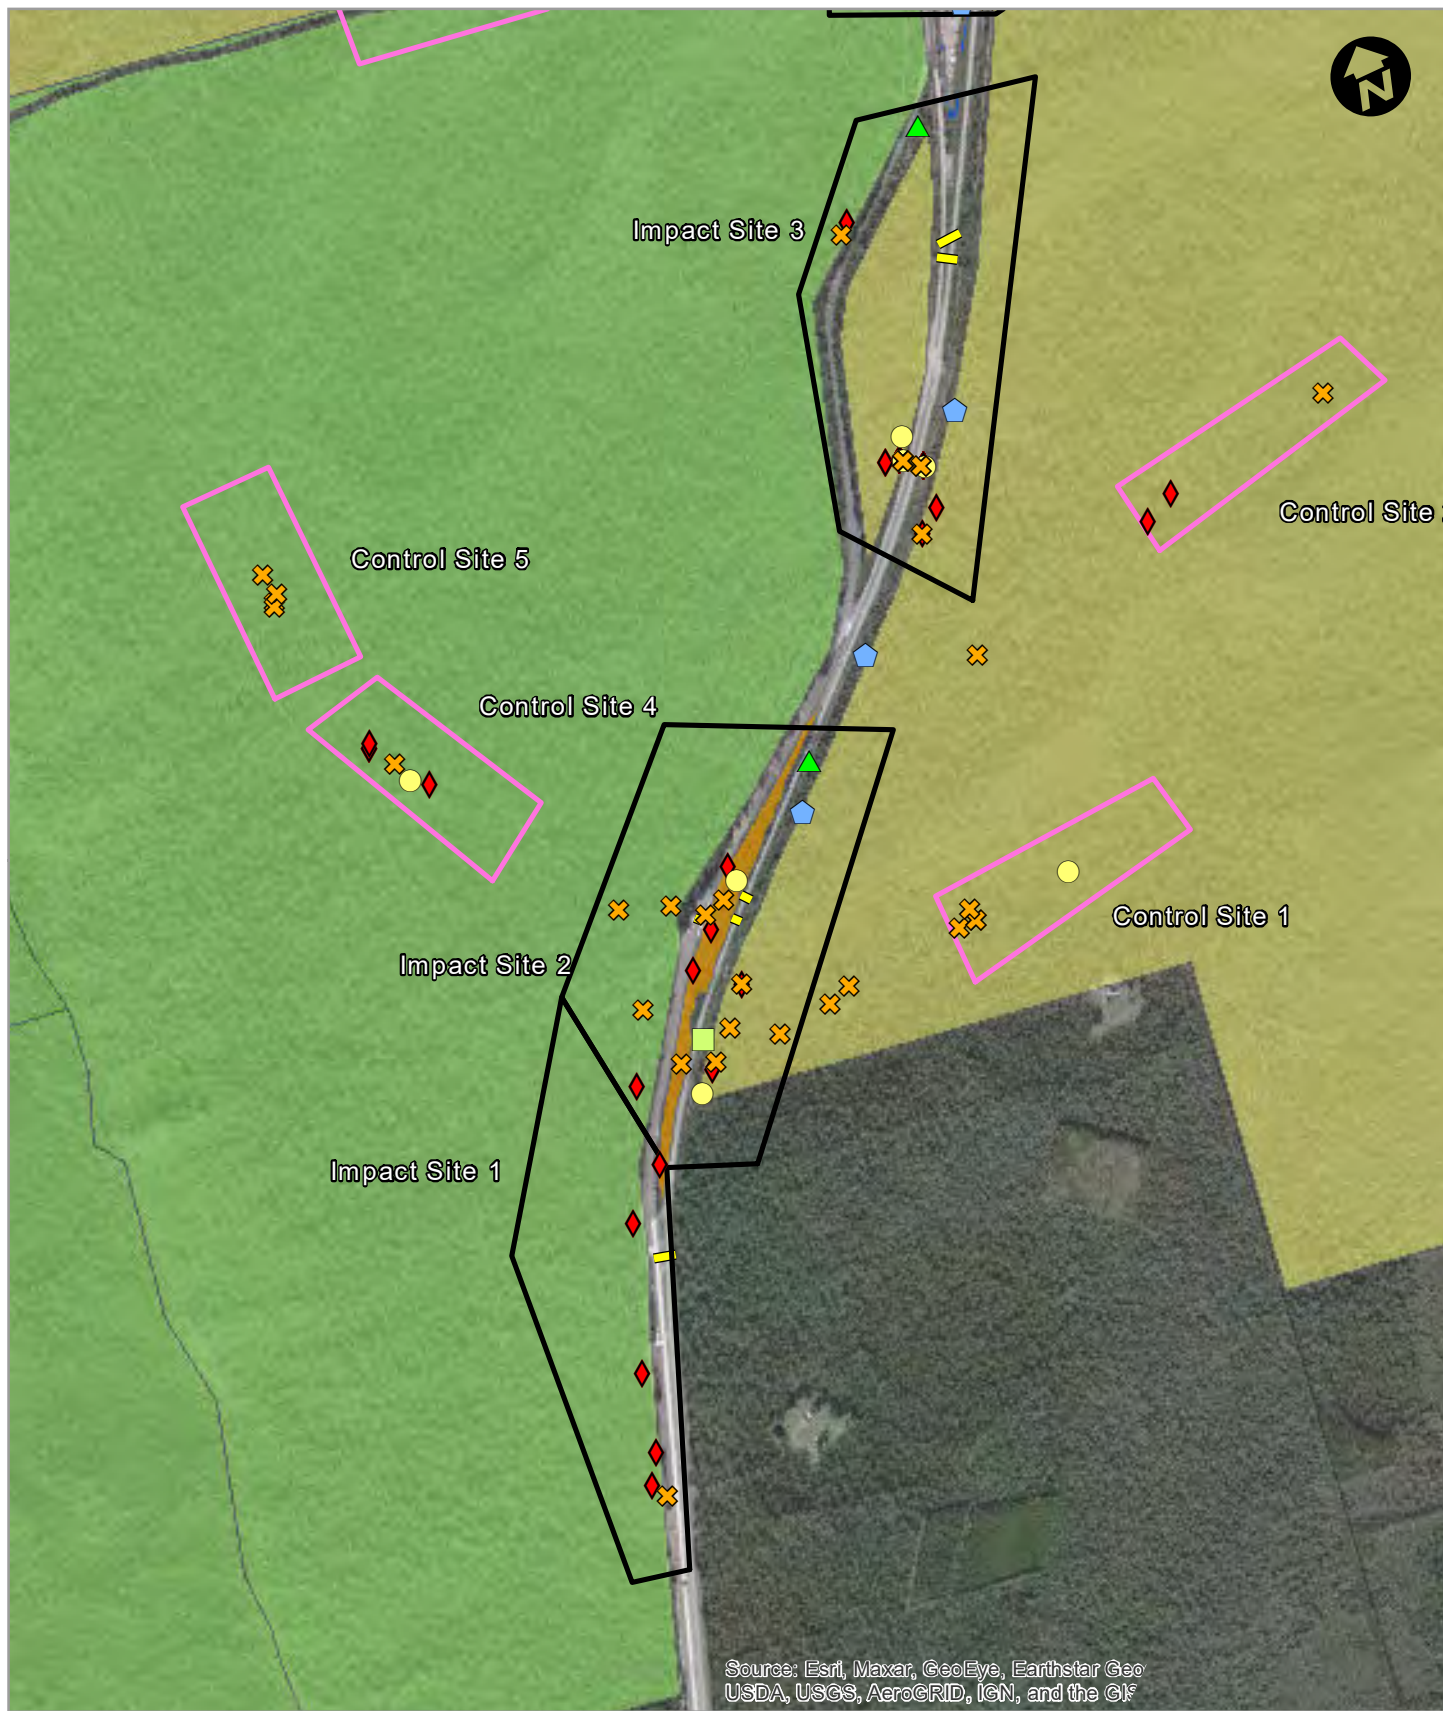 N
Impact Site 3
Control Site
Control Site 5
Control Site 4
Control Site 1
Impact Site 2
Impact Site 1
Source: Esri, Maxar, GeoEye, Earthstar Geo
USDA, USGS, AeroGRID, IGN, and the GIS